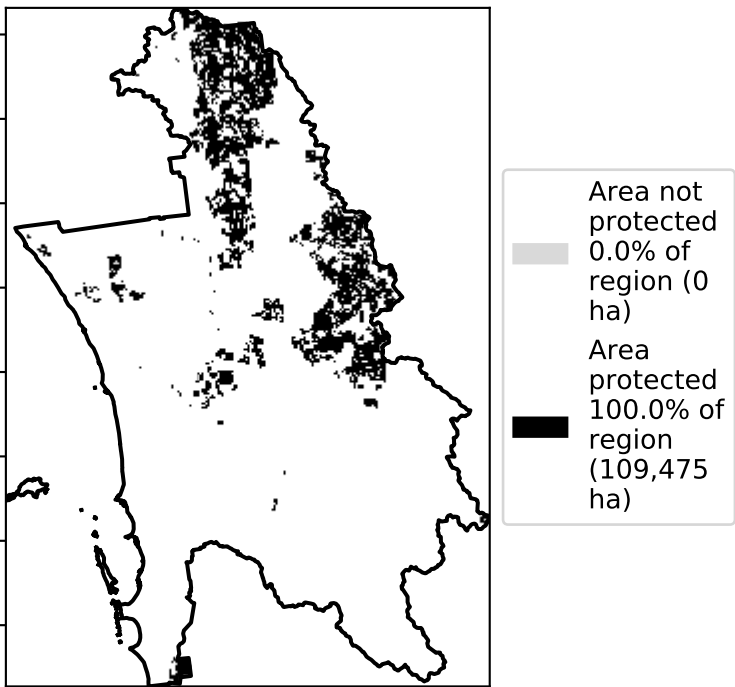 Area not
protected
0.0% of
region (0
ha)
Area
protected
100.0% of
region
(109,475
ha)